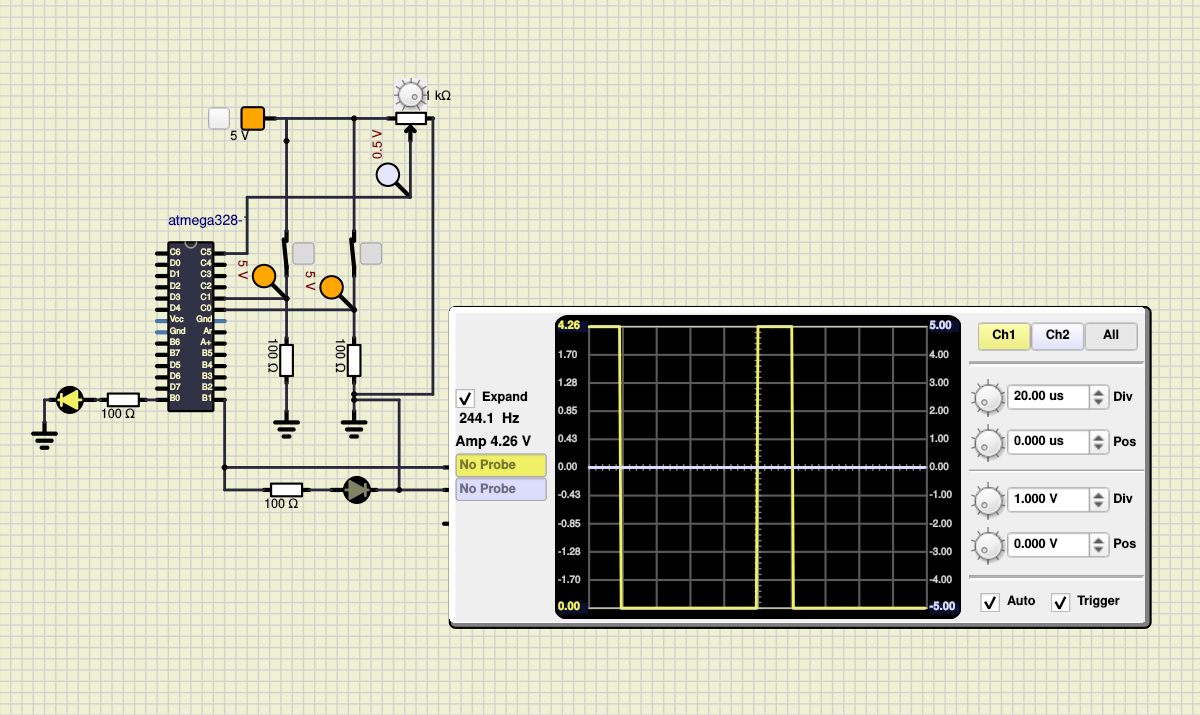 1 kΩ
5 V
0.5 V
atmega328-
C6 C5
D0 C4
D1 C3
D2 C2
D3 C1
D4 C0
Vcc Gnd
Gnd Ar
B6 A+
B7 B5
D5 B4
D6 B3
D7 B2
B0 B1
5 V
5 V
100 Ω
100 Ω
100 Ω
100 Ω
Expand
244.1 Hz
Amp 4.26 V
No Probe
No Probe
4.26
1.70
1.28
0.85
0.43
0.00
-0.43
-0.85
-1.28
-1.70
0.00
5.00
4.00
3.00
2.00
1.00
0.00
-1.00
-2.00
-3.00
-4.00
-5.00
Ch1 Ch2 All
20.00 us Div
0.000 us Pos
1.000 V Div
0.000 V Pos
Auto Trigger